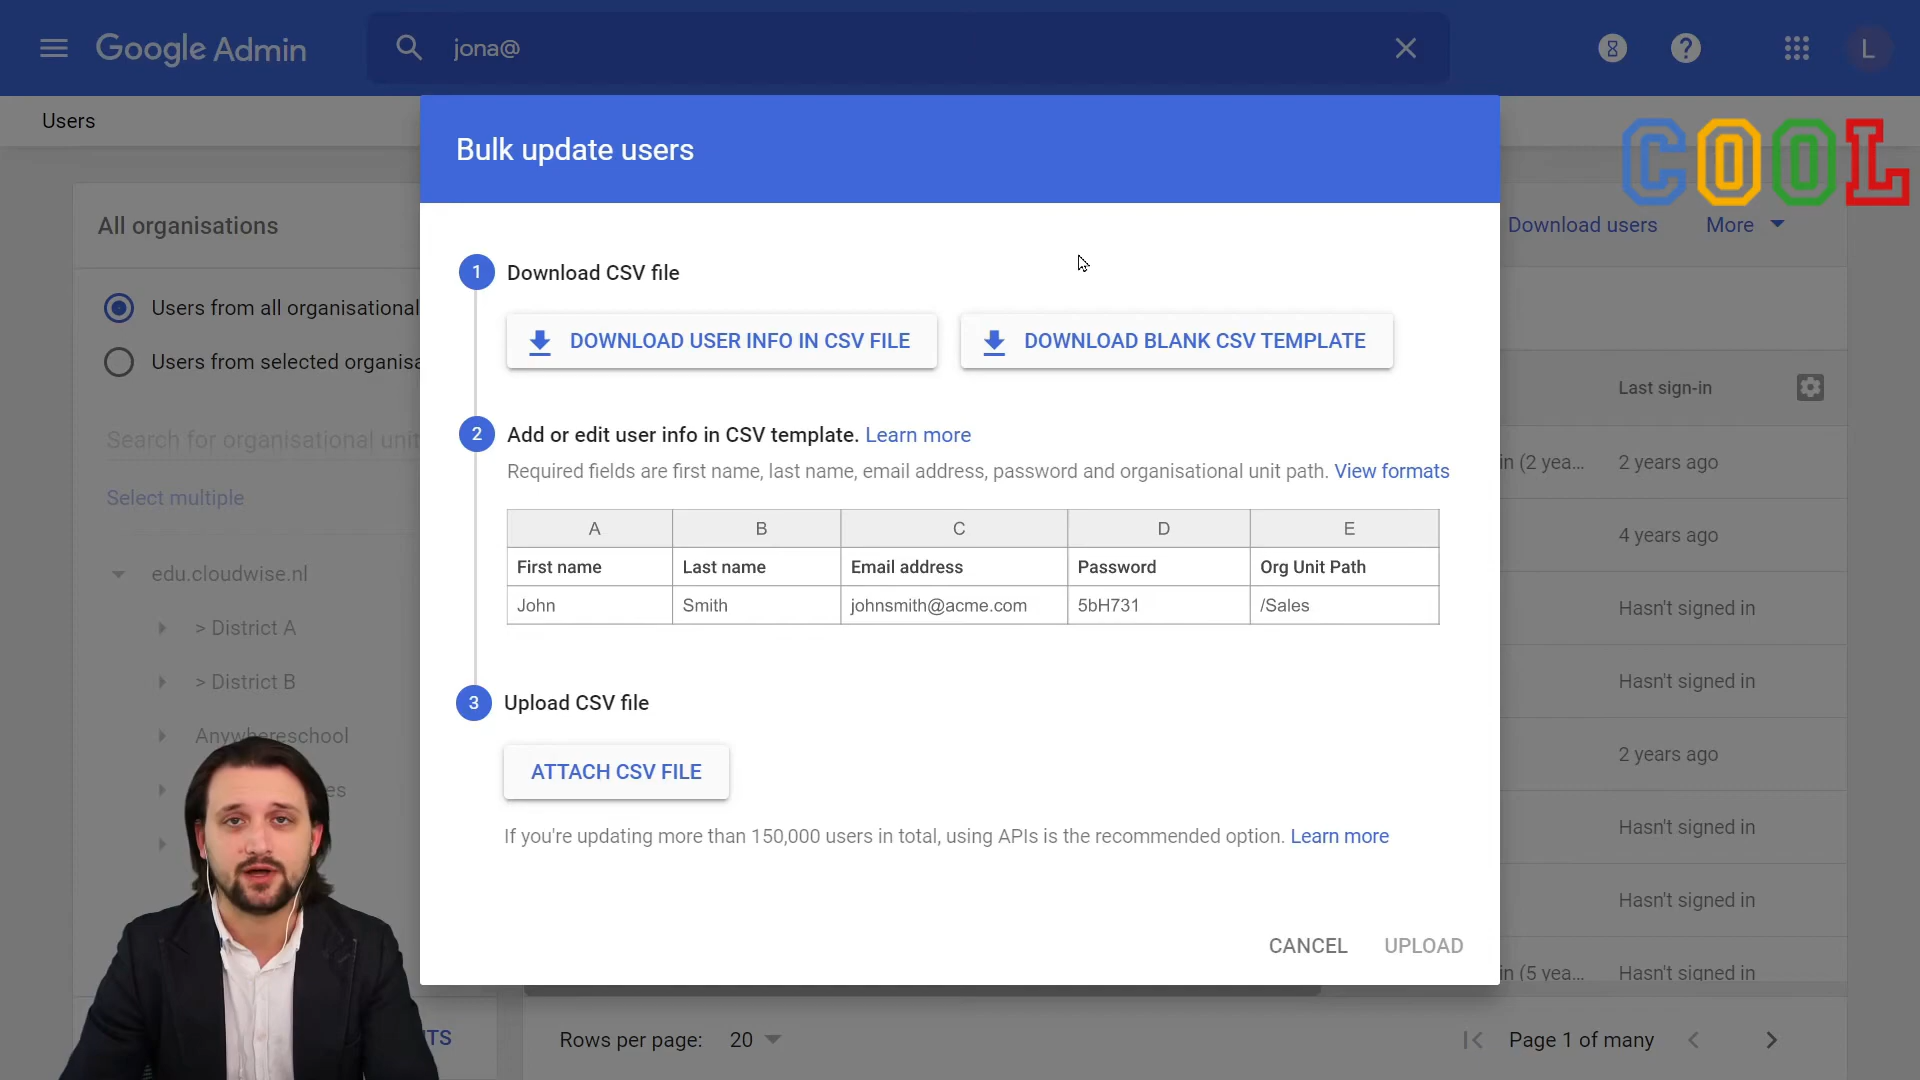 Google Admin
jona@
L
Users
COOL
Bulk update users
All organisations
Download users
More
Users from all organisational
Users from selected organisa
Search for organisational unit
Select multiple
edu.cloudwise.nl
> District A
> District B
Anywhereschool
es
TS
1 Download CSV file
DOWNLOAD USER INFO IN CSV FILE
DOWNLOAD BLANK CSV TEMPLATE
2 Add or edit user info in CSV template. Learn more
Required fields are first name, last name, email address, password and organisational unit path. View formats
A B C D E
First name Last name Email address Password Org Unit Path
John Smith johnsmith@acme.com 5bH731 /Sales
3 Upload CSV file
ATTACH CSV FILE
If you're updating more than 150,000 users in total, using APIs is the recommended option. Learn more
CANCEL UPLOAD
Last sign-in
in (2 yea... 2 years ago
4 years ago
Hasn't signed in
Hasn't signed in
2 years ago
Hasn't signed in
Hasn't signed in
in (5 yea... Hasn't signed in
Rows per page: 20
Page 1 of many